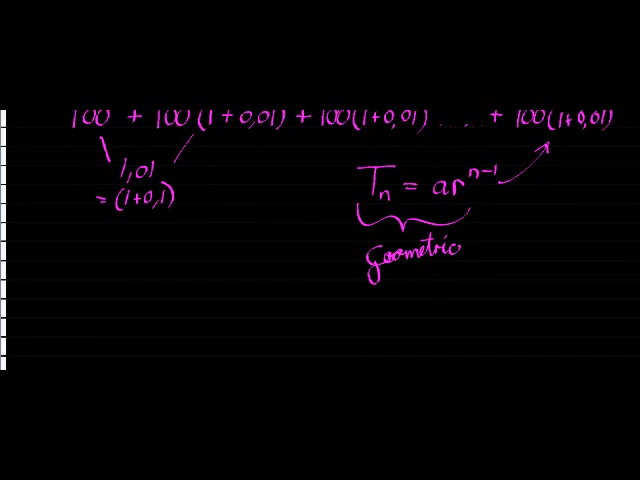 100 + 100(1+0,01) + 100(1+0,01) ..... + 100(1+0,01)
1,01
= (1+0,1)
Tn = ar^n-1
geometric